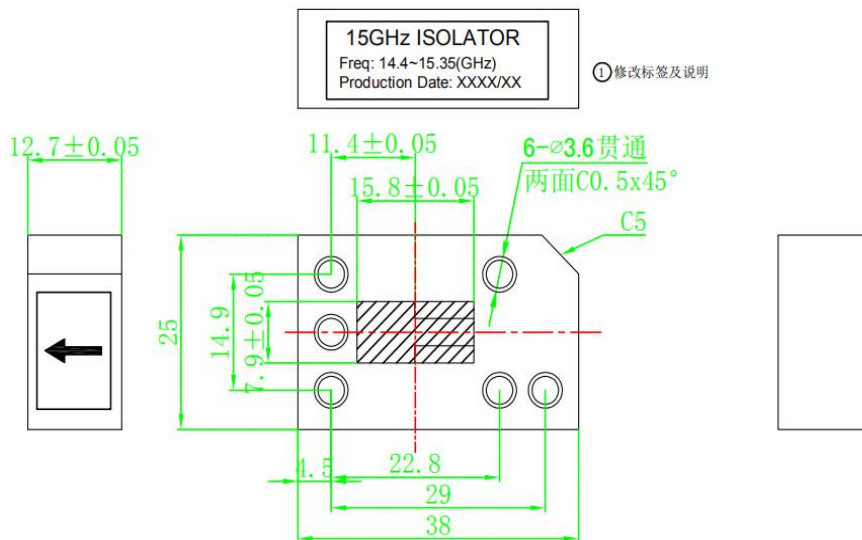 15GHz ISOLATOR
Freq: 14.4~15.35(GHz)
Production Date: XXXX/XX
①修改标签及说明
12.7±0.05
11.4±0.05
6-⌀3.6贯通
两面C0.5x45°
15.8±0.05
C5
25
14.9
7.9±0.05
4.5
22.8
29
38